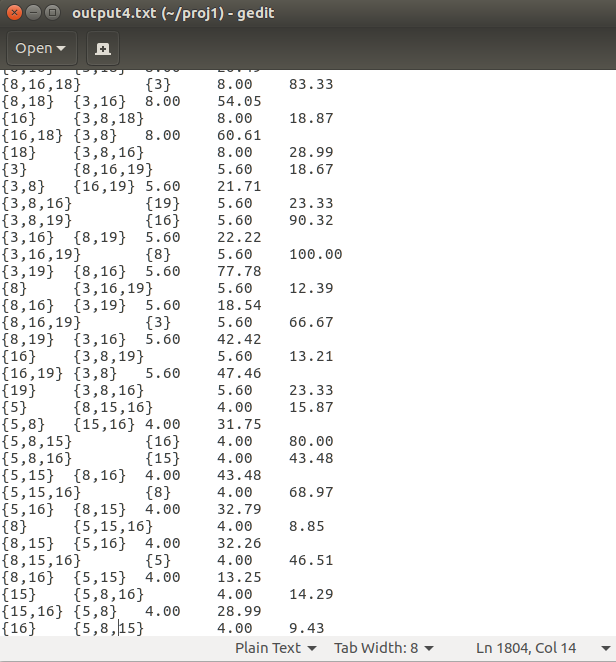 output4.txt (~/proj1) - gedit
Open
{8,16,18} {3} 8.00 83.33
{8,18} {3,16} 8.00 54.05
{16} {3,8,18} 8.00 18.87
{16,18} {3,8} 8.00 60.61
{18} {3,8,16} 8.00 28.99
{3} {8,16,19} 5.60 18.67
{3,8} {16,19} 5.60 21.71
{3,8,16} {19} 5.60 23.33
{3,8,19} {16} 5.60 90.32
{3,16} {8,19} 5.60 22.22
{3,16,19} {8} 5.60 100.00
{3,19} {8,16} 5.60 77.78
{8} {3,16,19} 5.60 12.39
{8,16} {3,19} 5.60 18.54
{8,16,19} {3} 5.60 66.67
{8,19} {3,16} 5.60 42.42
{16} {3,8,19} 5.60 13.21
{16,19} {3,8} 5.60 47.46
{19} {3,8,16} 5.60 23.33
{5} {8,15,16} 4.00 15.87
{5,8} {15,16} 4.00 31.75
{5,8,15} {16} 4.00 80.00
{5,8,16} {15} 4.00 43.48
{5,15} {8,16} 4.00 43.48
{5,15,16} {8} 4.00 68.97
{5,16} {8,15} 4.00 32.79
{8} {5,15,16} 4.00 8.85
{8,15} {5,16} 4.00 32.26
{8,15,16} {5} 4.00 46.51
{8,16} {5,15} 4.00 13.25
{15} {5,8,16} 4.00 14.29
{15,16} {5,8} 4.00 28.99
{16} {5,8,15} 4.00 9.43
Plain Text Tab Width: 8 Ln 1804, Col 14